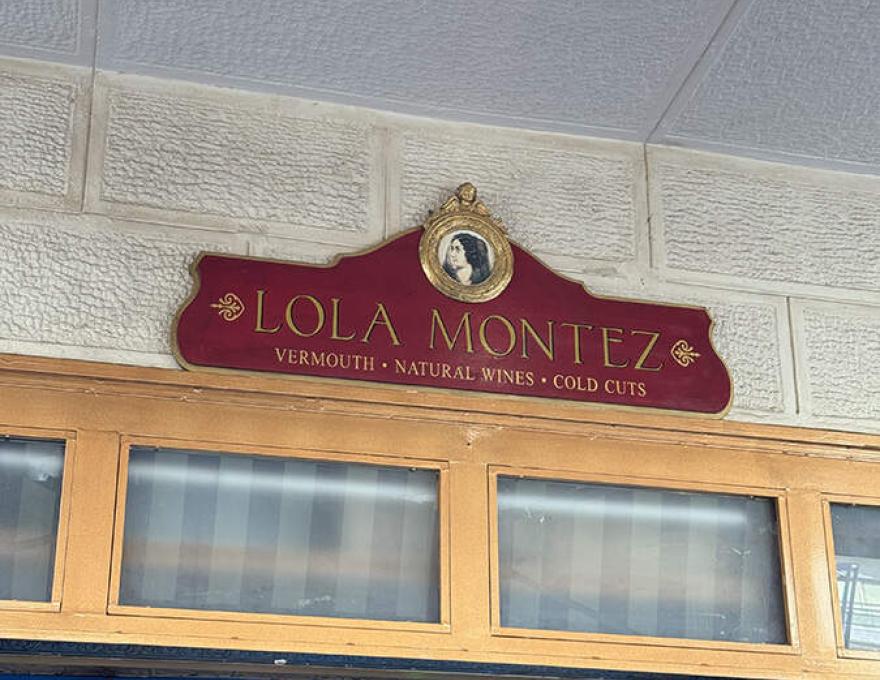 LOLA MONTEZ
VERMOUTH • NATURAL WINES • COLD CUTS